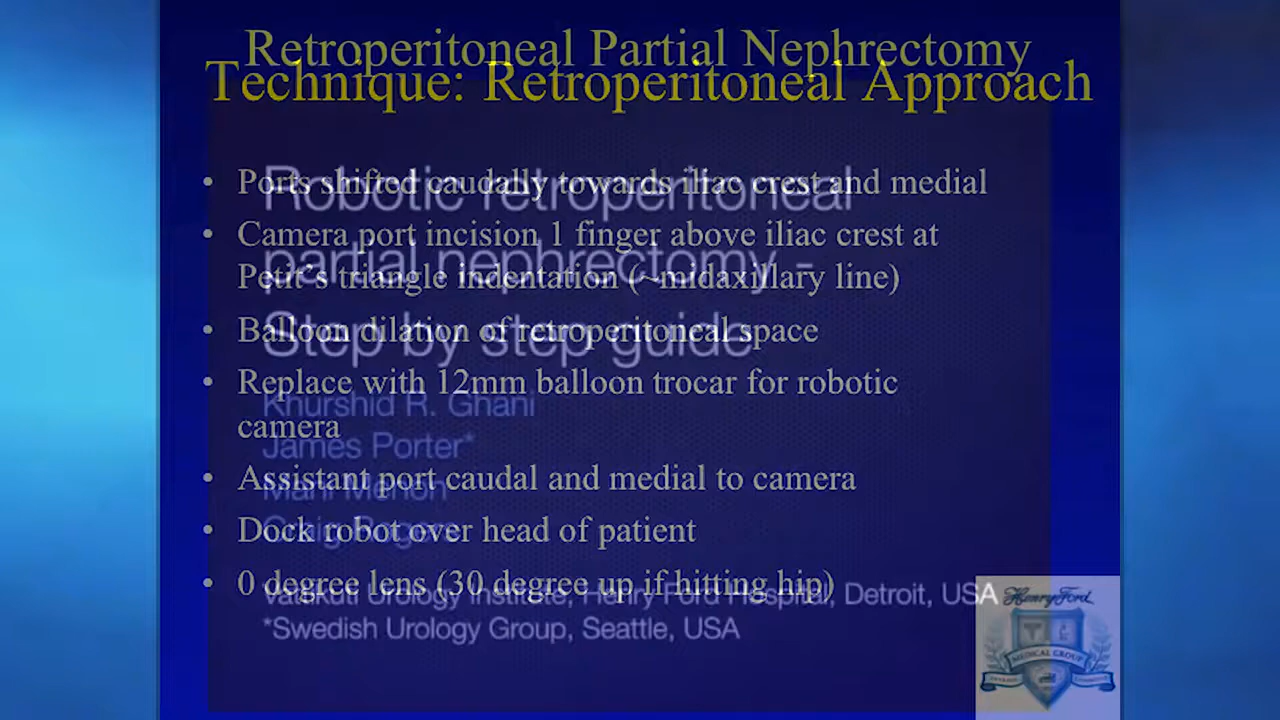 Retroperitoneal Partial Nephrectomy
Technique: Retroperitoneal Approach
• Ports shifted caudally towards iliac crest and medial
• Camera port incision 1 finger above iliac crest at
Petit's triangle indentation (~midaxillary line)
• Balloon dilation of retroperitoneal space
• Replace with 12mm balloon trocar for robotic
camera
• Assistant port caudal and medial to camera
• Dock robot over head of patient
• 0 degree lens (30 degree up if hitting hip)
Robotic retroperitoneal
partial nephrectomy -
Step by step guide
Khurshid R. Ghani
James Porter*
Mani Menon
Craig Rogers
Vattikuti Urology Institute, Henry Ford Hospital, Detroit, USA
*Swedish Urology Group, Seattle, USA
Henry Ford
MEDICAL GROUP